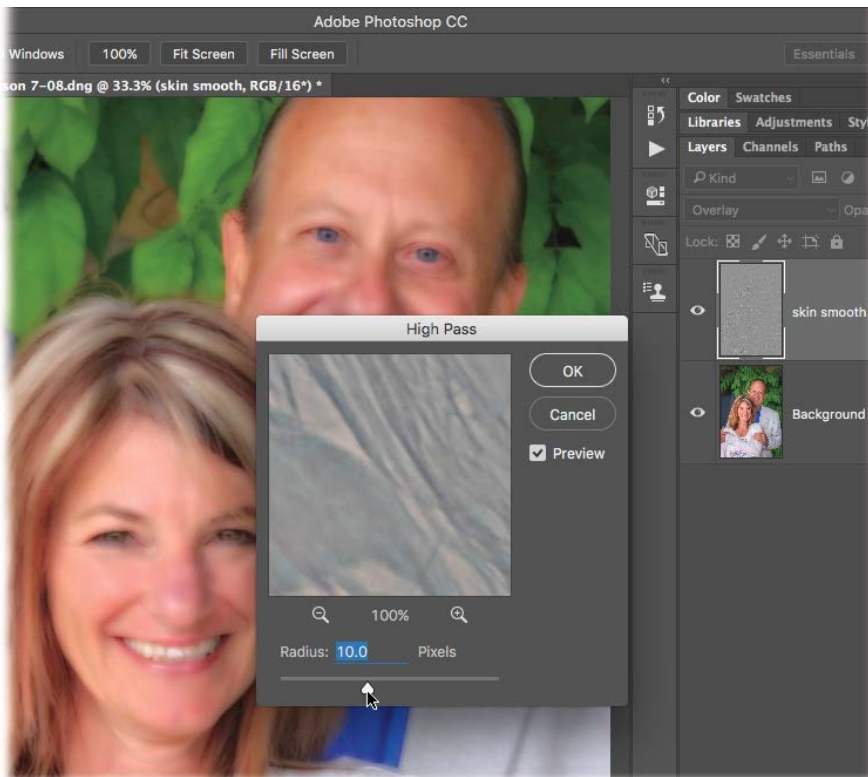 Adobe Photoshop CC
Windows 100% Fit Screen Fill Screen Essentials
son 7-08.dng @ 33.3% (skin smooth, RGB/16*) *
Color Swatches
Libraries Adjustments Sty
Layers Channels Paths
Kind
Overlay Opa
Lock:
skin smooth
High Pass
OK
Cancel
Preview
Background
100%
Radius: 10.0 Pixels